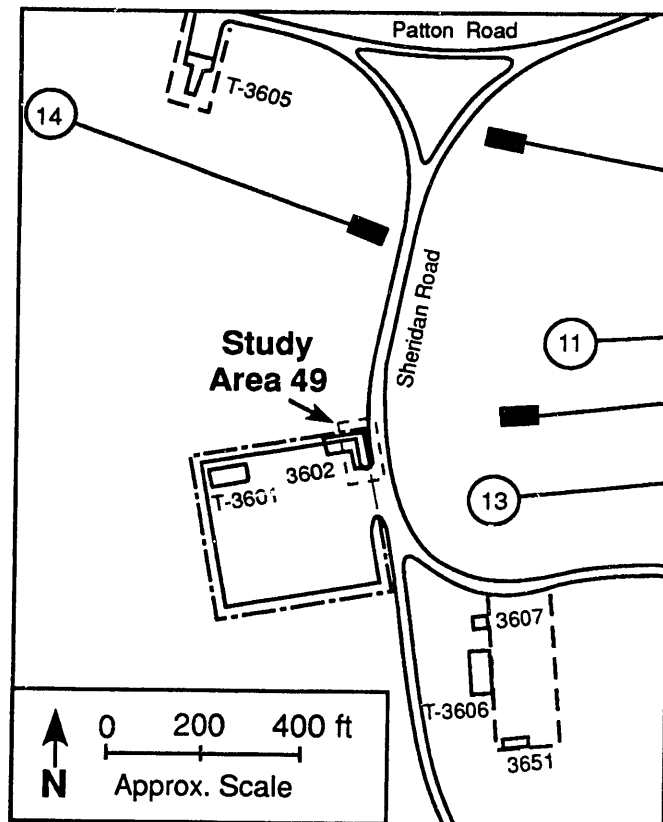 Patton Road
T-3605
14
Sheridan Road
Study
Area 49
11
3602
T-3601
13
3607
T-3606
3651
0 200 400 ft
N
Approx. Scale